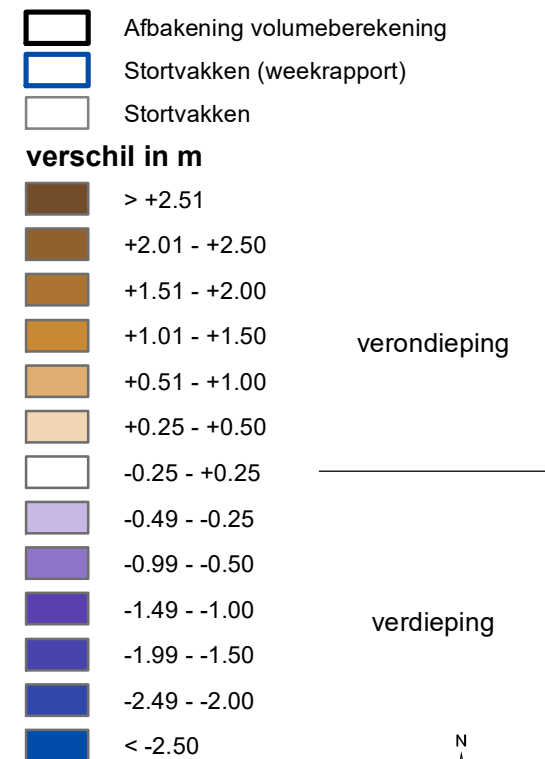 Afbakening volumeberekening
Stortvakken (weekrapport)
Stortvakken
verschil in m
> +2.51
+2.01 - +2.50
+1.51 - +2.00
+1.01 - +1.50
verondieping
+0.51 - +1.00
+0.25 - +0.50
-0.25 - +0.25
-0.49 - -0.25
-0.99 - -0.50
-1.49 - -1.00
verdieping
-1.99 - -1.50
-2.49 - -2.00
< -2.50
N